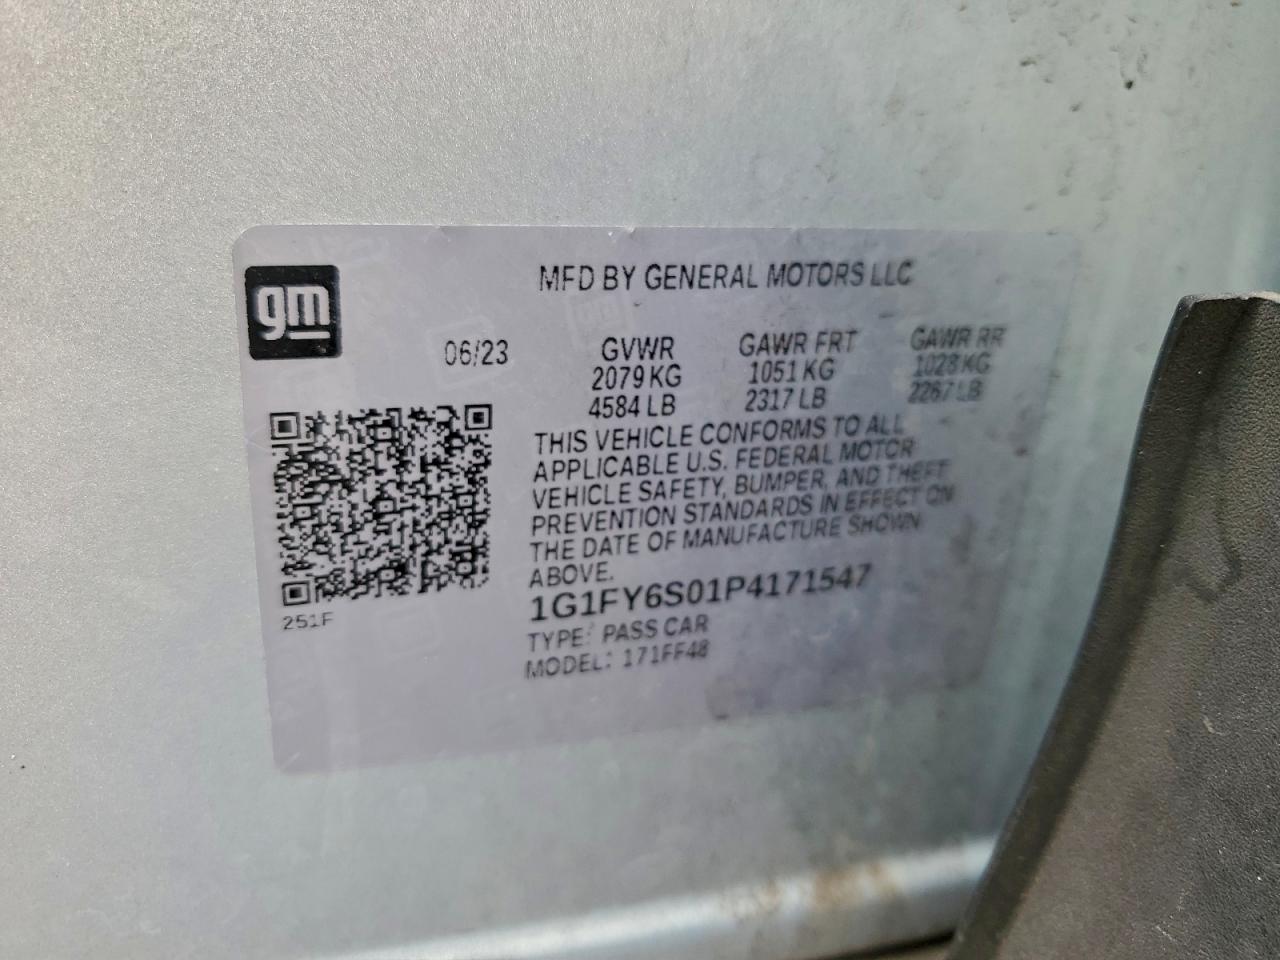 gm
MFD BY GENERAL MOTORS LLC
06/23
GVWR GAWR FRT GAWR RR
2079 KG 1051 KG 1028 KG
4584 LB 2317 LB 2267 LB
THIS VEHICLE CONFORMS TO ALL
APPLICABLE U.S. FEDERAL MOTOR
VEHICLE SAFETY, BUMPER, AND THEFT
PREVENTION STANDARDS IN EFFECT ON
THE DATE OF MANUFACTURE SHOWN
ABOVE.
1G1FY6S01P4171547
TYPE: PASS CAR
MODEL: 171FF48
251F